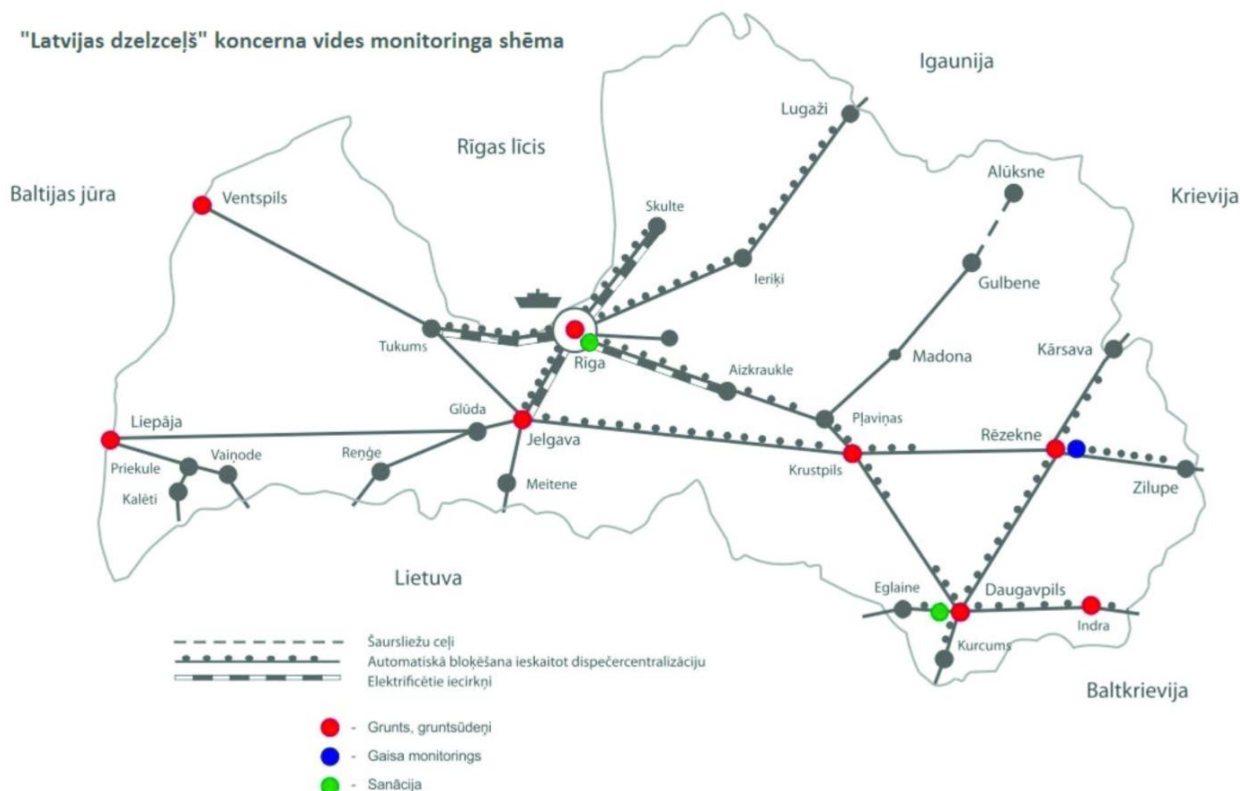 "Latvijas dzelzceļš" koncerna vides monitoringa shēma
Igaunija
Lugaži
Rīgas līcis
Alūksne
Baltijas jūra
Ventspils
Krievija
Skulte
Ieriķi
Gulbene
Tukums
Rīga
Madona
Kārsava
Aizkraukle
Glūda
Pļaviņas
Liepāja
Jelgava
Rēzekne
Priekule
Vaiņode
Reņģe
Krustpils
Kalēti
Meitene
Zilupe
Lietuva
Eglaine
Daugavpils
Indra
Kurcums
Baltkrievija
Šaursliežu ceļi
Automatiskā bloķēšana ieskaitot dispečercentralizāciju
Elektrificētie iecirkņi
- Grunts, gruntsūdeņi
- Gaisa monitorings
- Sanācija